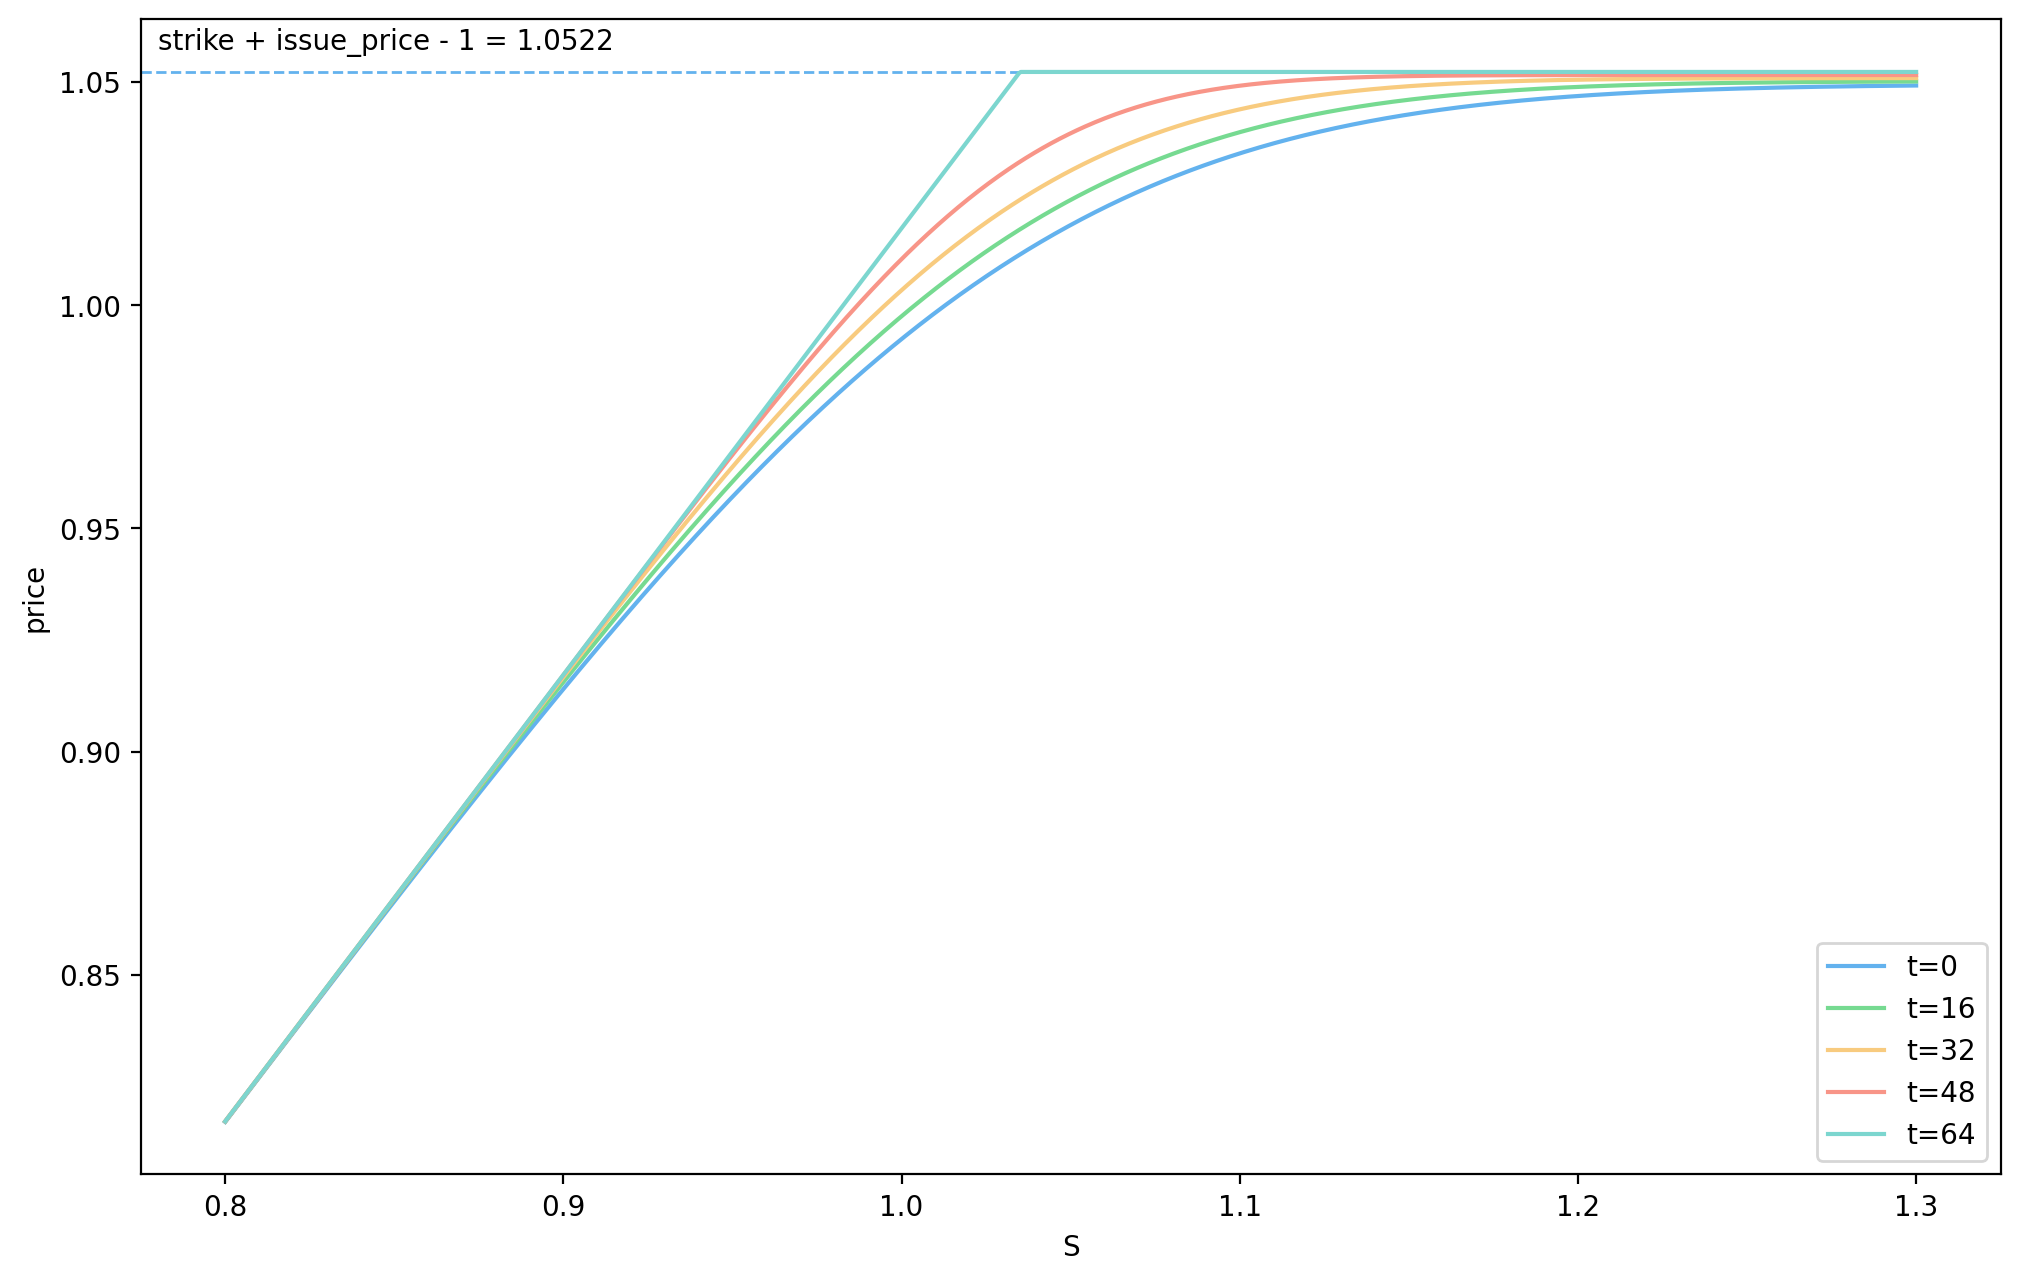 strike + issue_price - 1 = 1.0522
1.05
1.00
0.95
0.90
0.85
price
0.8
0.9
1.0
1.1
1.2
1.3
S
t=0
t=16
t=32
t=48
t=64